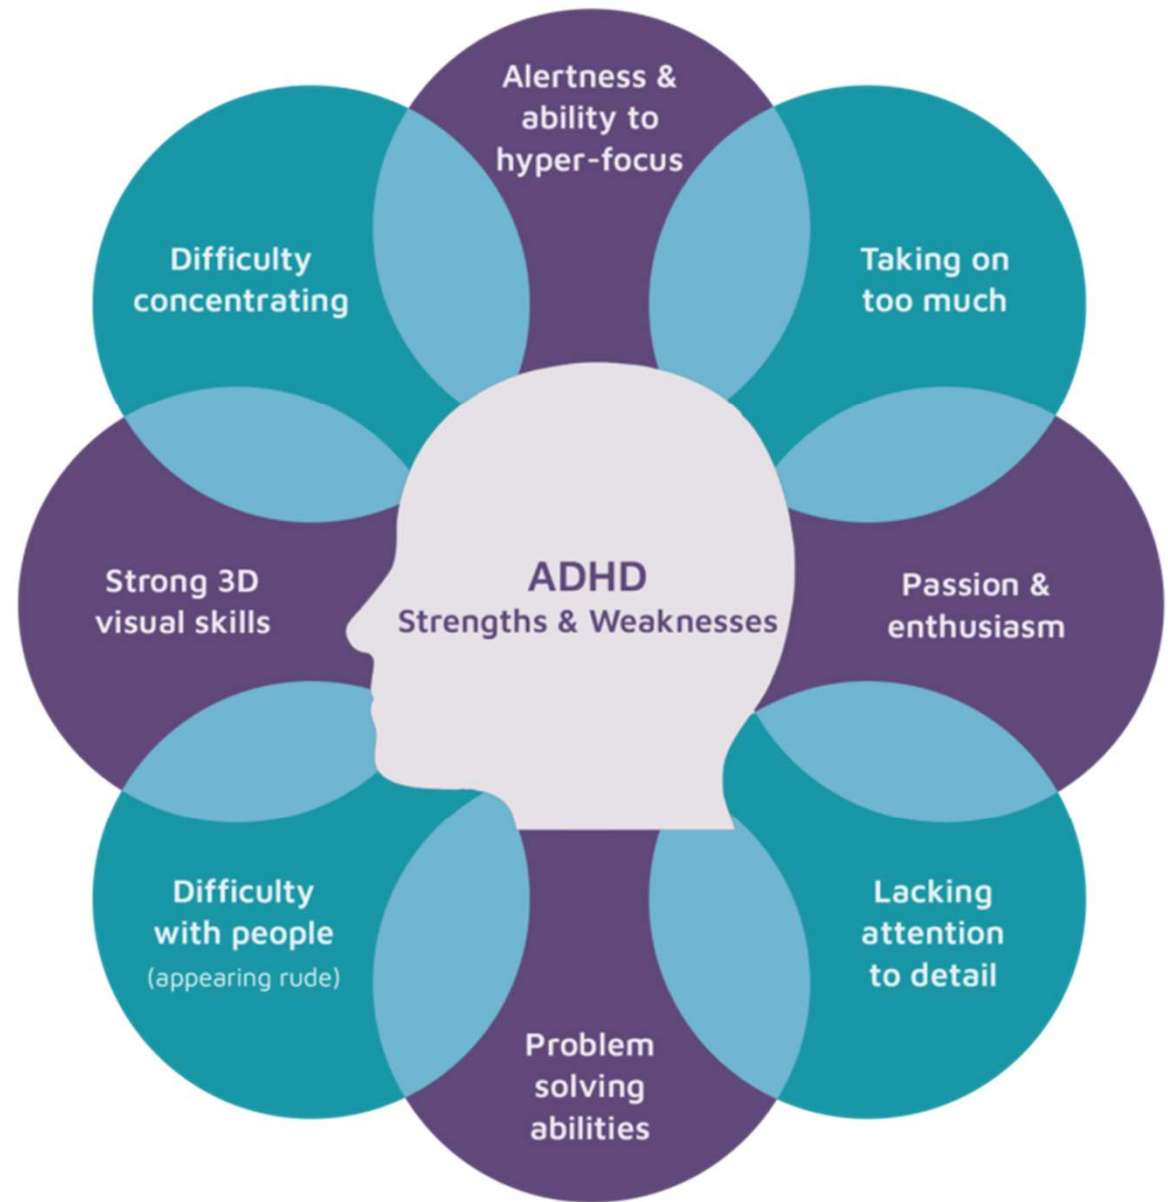 Alertness &
ability to
hyper-focus
Difficulty
concentrating
Taking on
too much
Strong 3D
visual skills
ADHD
Strengths & Weaknesses
Passion &
enthusiasm
Difficulty
with people
(appearing rude)
Lacking
attention
to detail
Problem
solving
abilities